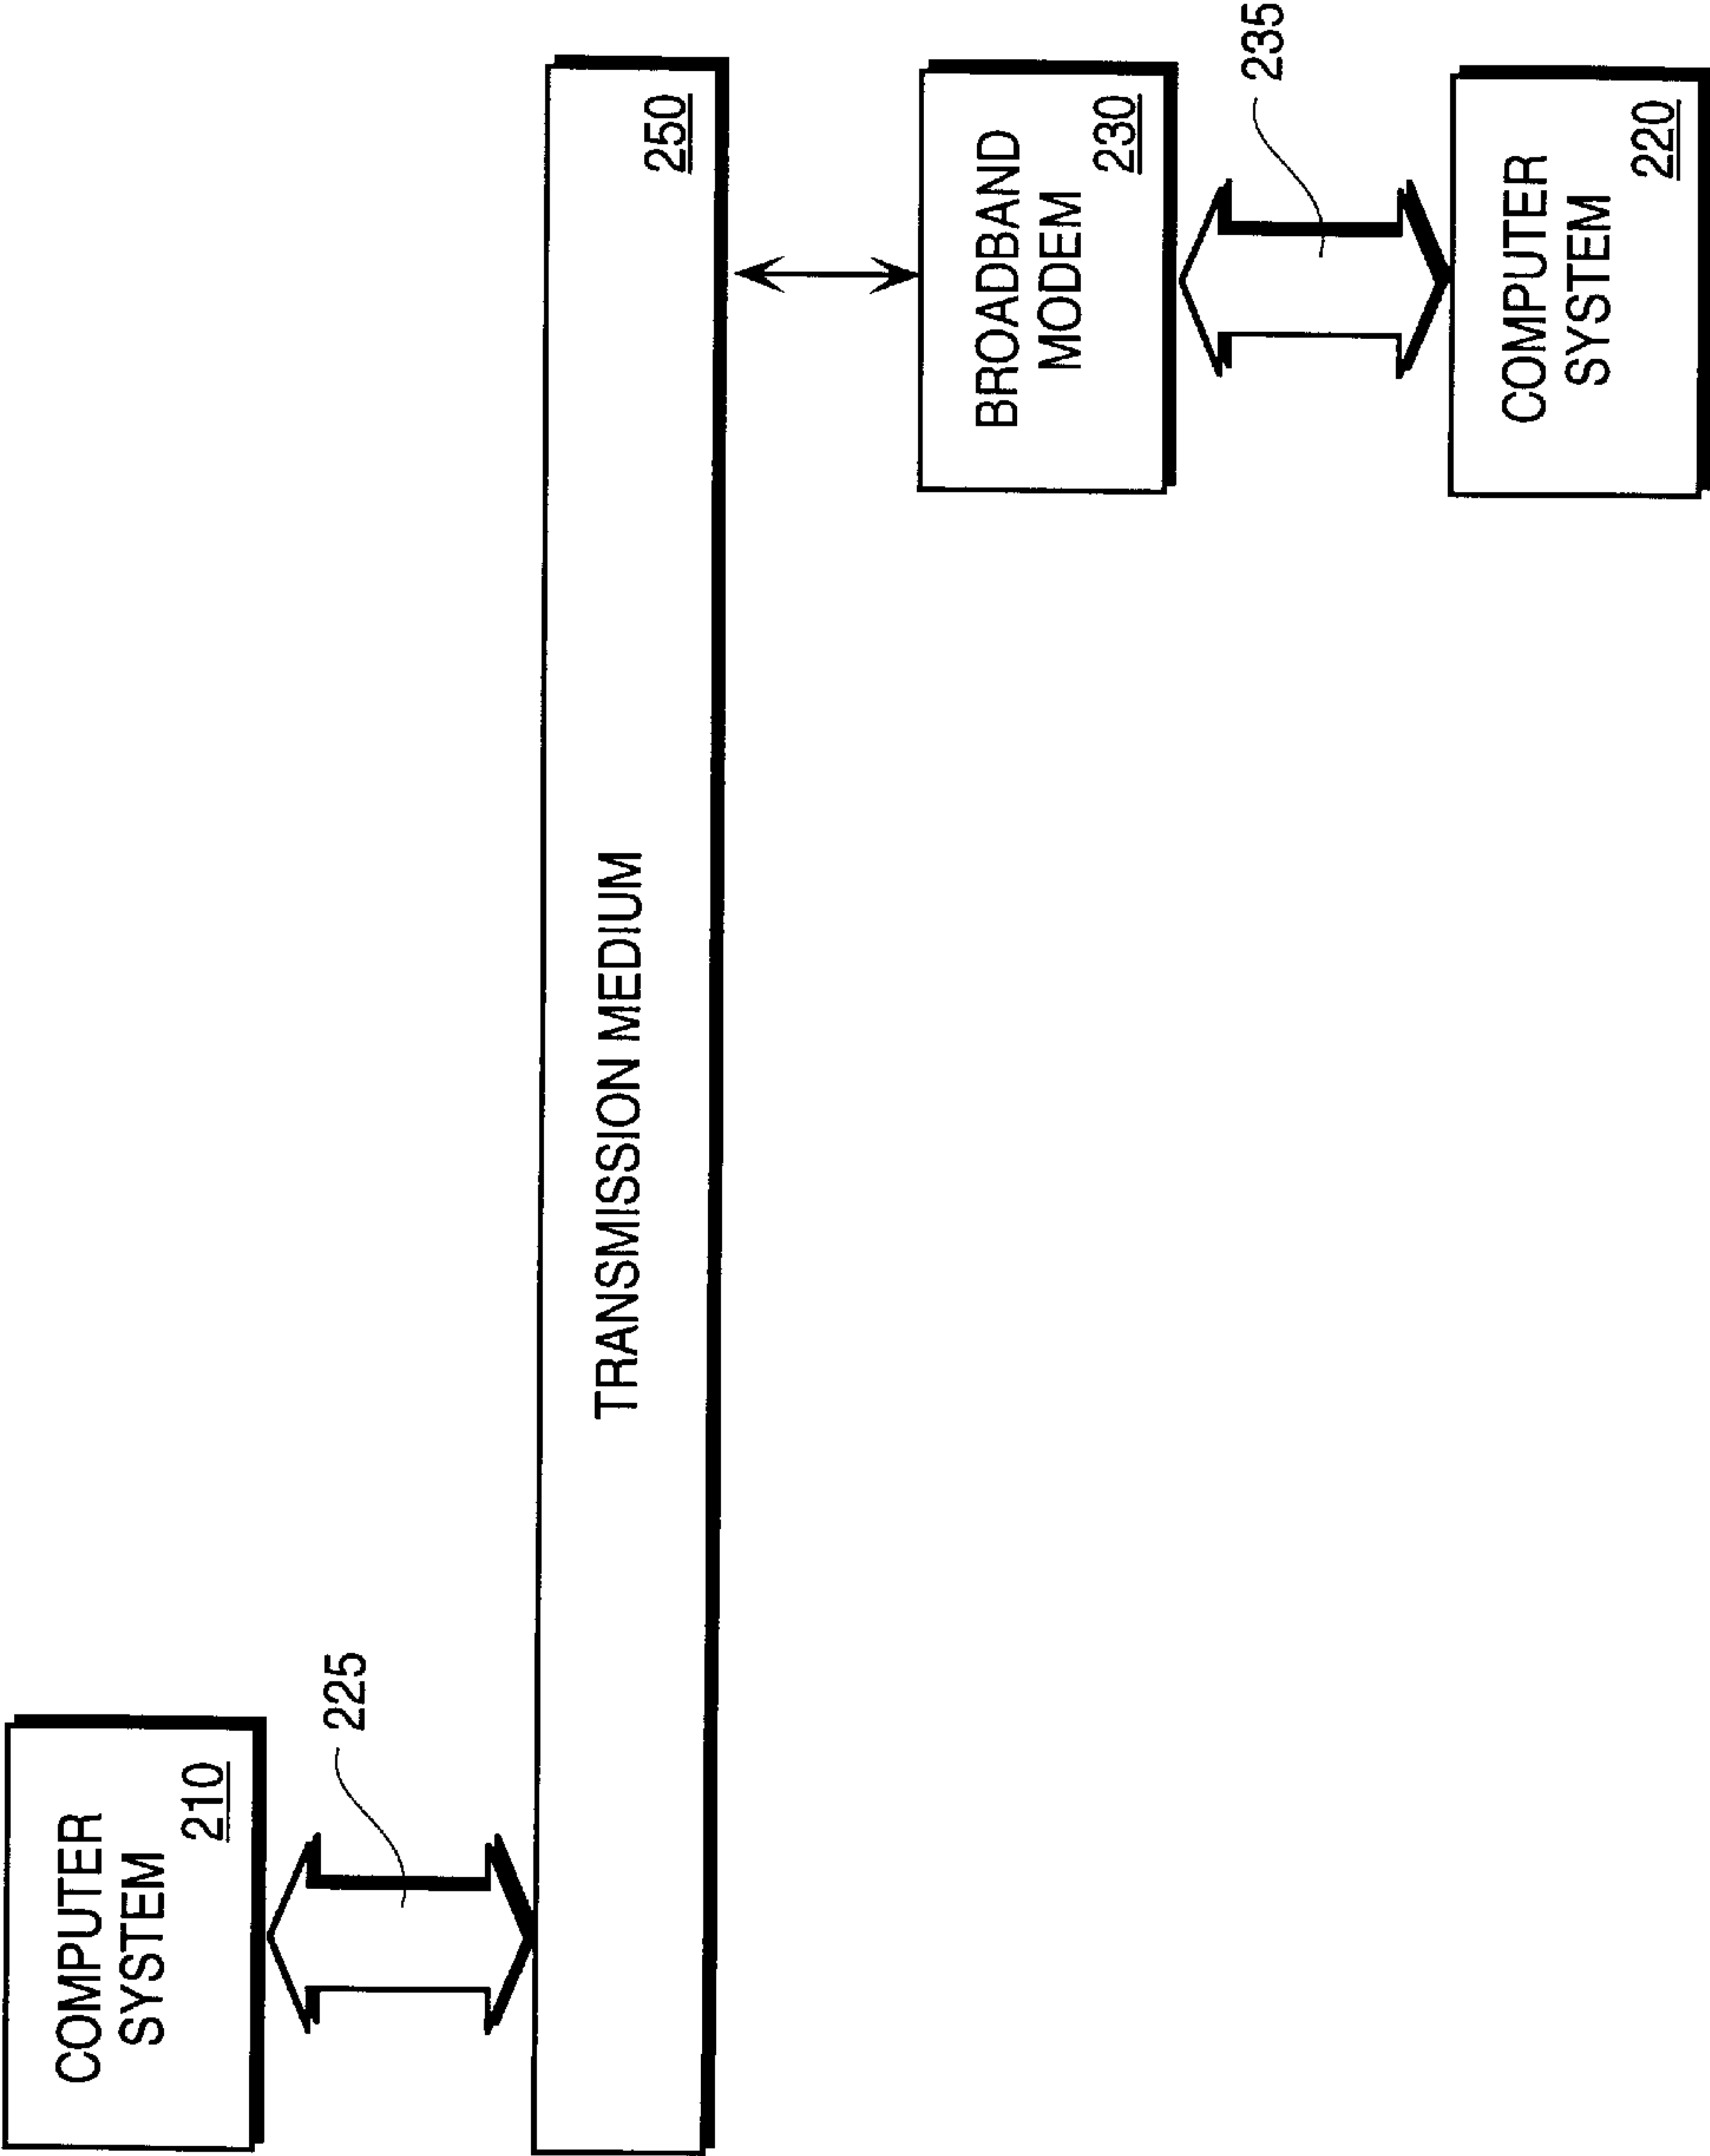 COMPUTER
SYSTEM
210
225
TRANSMISSION MEDIUM
250
BROADBAND
MODEM
230
235
COMPUTER
SYSTEM
220